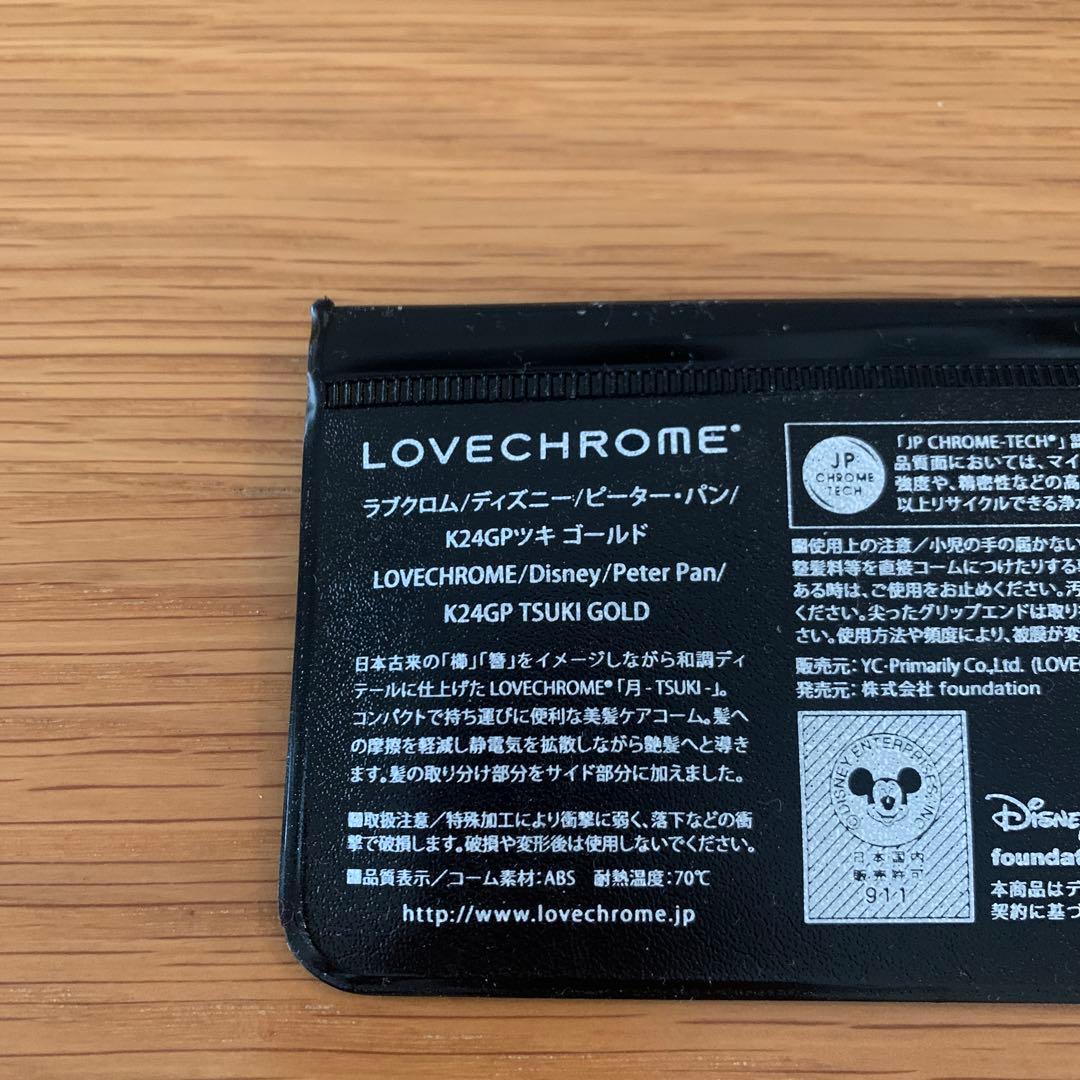 LOVECHROME®
ラブクロム/ディズニー/ピーター・パン/
K24GPツキ ゴールド
LOVECHROME/Disney/Peter Pan/
K24GP TSUKI GOLD
日本古来の「櫛」「簪」をイメージしながら和調ディ
テールに仕上げた LOVECHROME®「月 - TSUKI -」。
コンパクトで持ち運びに便利な美髪ケアコーム。髪へ
の摩擦を軽減し静電気を拡散しながら艶髪へと導き
ます。髪の取り分け部分をサイド部分に加えました。
■取扱注意/特殊加工により衝撃に弱く、落下などの衝
撃で破損します。破損や変形後は使用しないでください。
■品質表示/コーム素材:ABS 耐熱温度:70℃
http://www.lovechrome.jp
JP
CHROME
TECH
「JP CHROME-TECH®」
品質面においては、マイ
強度や、精密性などの高
以上リサイクルできる浄
■使用上の注意/小児の手の届かない
整髪料等を直接コームにつけたりする
ある時は、ご使用をお止めください。汚
ください。尖ったグリップエンドは取り
さい。使用方法や頻度により、被膜が変
販売元: YC-Primarily Co.,Ltd. (LOVE
発売元: 株式会社 foundation
©DISNEY ENTERPRISES, INC.
日本国内
販売許可
911
Disne
foundat
本商品はデ
契約に基づ